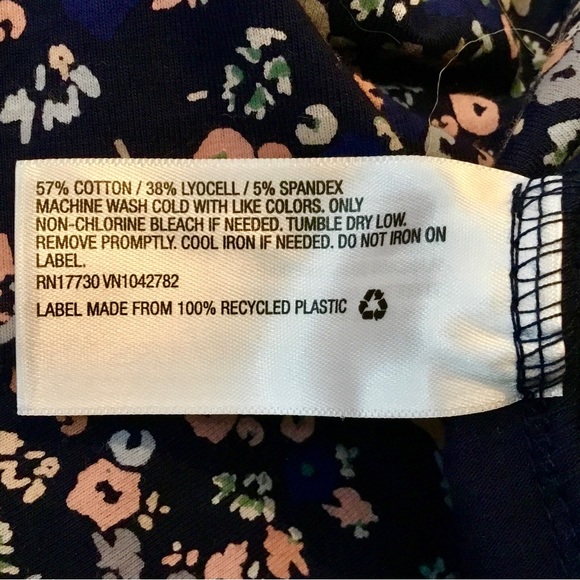 57% COTTON / 38% LYOCELL / 5% SPANDEX
MACHINE WASH COLD WITH LIKE COLORS. ONLY
NON-CHLORINE BLEACH IF NEEDED. TUMBLE DRY LOW.
REMOVE PROMPTLY. COOL IRON IF NEEDED. DO NOT IRON ON
LABEL.
RN17730 VN1042782
LABEL MADE FROM 100% RECYCLED PLASTIC